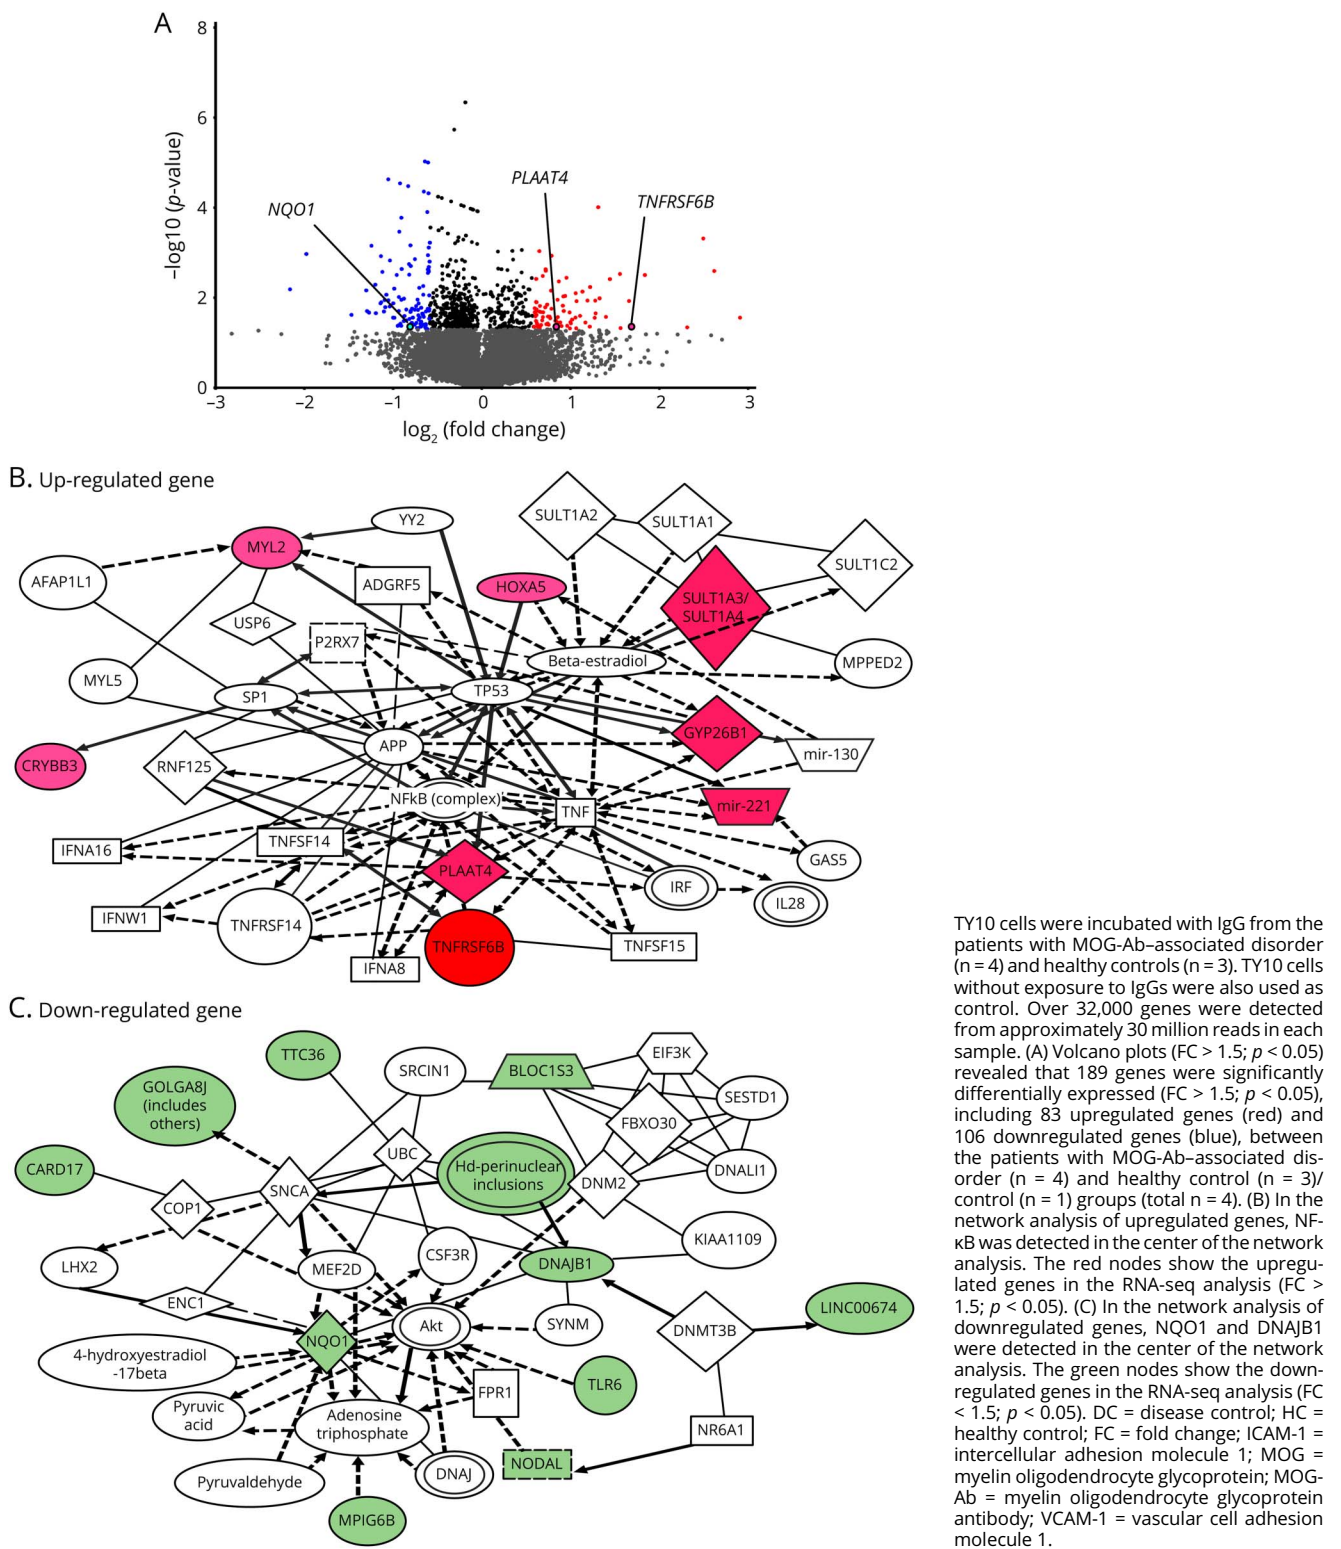 A
8
6
4
2
0
−3
−2
−1
0
1
2
3
−log10 (p-value)
log2 (fold change)
NQO1
PLAAT4
TNFRSF6B
B. Up-regulated gene
YY2
SULT1A2
SULT1A1
MYL2
SULT1C2
AFAP1L1
ADGRF5
HOXA5
SULT1A3/
SULT1A4
USP6
P2RX7
Beta-estradiol
MPPED2
MYL5
SP1
TP53
GYP26B1
APP
mir-130
CRYBB3
RNF125
NFkB (complex)
TNF
mir-221
IFNA16
TNFSF14
GAS5
PLAAT4
IRF
IL28
IFNW1
TNFRSF14
TNFRSF6B
TNFSF15
IFNA8
C. Down-regulated gene
TTC36
SRCIN1
BLOC1S3
EIF3K
GOLGA8J
(includes
others)
SESTD1
FBXO30
CARD17
UBC
Hd-perinuclear
inclusions
DNALI1
SNCA
DNM2
COP1
KIAA1109
LHX2
MEF2D
CSF3R
DNAJB1
ENC1
LINC00674
NQO1
Akt
SYNM
DNMT3B
4-hydroxyestradiol
-17beta
TLR6
FPR1
Pyruvic
acid
Adenosine
triphosphate
NR6A1
Pyruvaldehyde
DNAJ
NODAL
MPIG6B
TY10 cells were incubated with IgG from the
patients with MOG-Ab–associated disorder
(n = 4) and healthy controls (n = 3). TY10 cells
without exposure to IgGs were also used as
control. Over 32,000 genes were detected
from approximately 30 million reads in each
sample. (A) Volcano plots (FC > 1.5; p < 0.05)
revealed that 189 genes were significantly
differentially expressed (FC > 1.5; p < 0.05),
including 83 upregulated genes (red) and
106 downregulated genes (blue), between
the patients with MOG-Ab–associated dis-
order (n = 4) and healthy control (n = 3)/
control (n = 1) groups (total n = 4). (B) In the
network analysis of upregulated genes, NF-
κB was detected in the center of the network
analysis. The red nodes show the upregu-
lated genes in the RNA-seq analysis (FC >
1.5; p < 0.05). (C) In the network analysis of
downregulated genes, NQO1 and DNAJB1
were detected in the center of the network
analysis. The green nodes show the down-
regulated genes in the RNA-seq analysis (FC
< 1.5; p < 0.05). DC = disease control; HC =
healthy control; FC = fold change; ICAM-1 =
intercellular adhesion molecule 1; MOG =
myelin oligodendrocyte glycoprotein; MOG-
Ab = myelin oligodendrocyte glycoprotein
antibody; VCAM-1 = vascular cell adhesion
molecule 1.